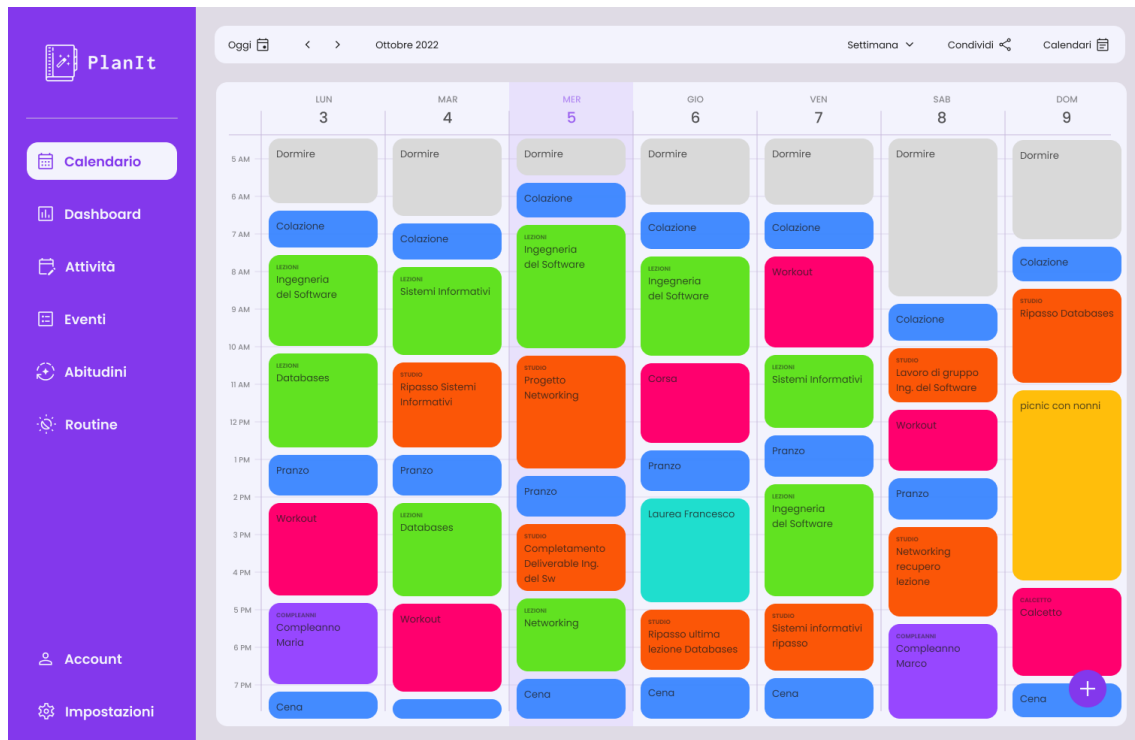 PlanIt
Calendario
Dashboard
Attività
Eventi
Abitudini
Routine
Account
Impostazioni
Oggi
Ottobre 2022
Settimana
Condividi
Calendari
LUN
3
MAR
4
MER
5
GIO
6
VEN
7
SAB
8
DOM
9
5 AM
6 AM
7 AM
8 AM
9 AM
10 AM
11 AM
12 PM
1 PM
2 PM
3 PM
4 PM
5 PM
6 PM
7 PM
Dormire
Colazione
LEZIONI
Ingegneria
del Software
LEZIONI
Databases
Pranzo
Workout
COMPLEANNI
Compleanno
Maria
Cena
Dormire
Colazione
LEZIONI
Sistemi Informativi
STUDIO
Ripasso Sistemi
Informativi
Pranzo
LEZIONI
Databases
Workout
Dormire
Colazione
LEZIONI
Ingegneria
del Software
STUDIO
Progetto
Networking
Pranzo
STUDIO
Completamento
Deliverable Ing.
del Sw
LEZIONI
Networking
Cena
Dormire
Colazione
LEZIONI
Ingegneria
del Software
Corsa
Pranzo
Laurea Francesco
STUDIO
Ripasso ultima
lezione Databases
Cena
Dormire
Colazione
Workout
LEZIONI
Sistemi Informativi
Pranzo
LEZIONI
Ingegneria
del Software
STUDIO
Sistemi informativi
ripasso
Cena
Dormire
Colazione
STUDIO
Lavoro di gruppo
Ing. del Software
Workout
Pranzo
STUDIO
Networking
recupero
lezione
COMPLEANNI
Compleanno
Marco
Dormire
Colazione
STUDIO
Ripasso Databases
picnic con nonni
CALCETTO
Calcetto
Cena